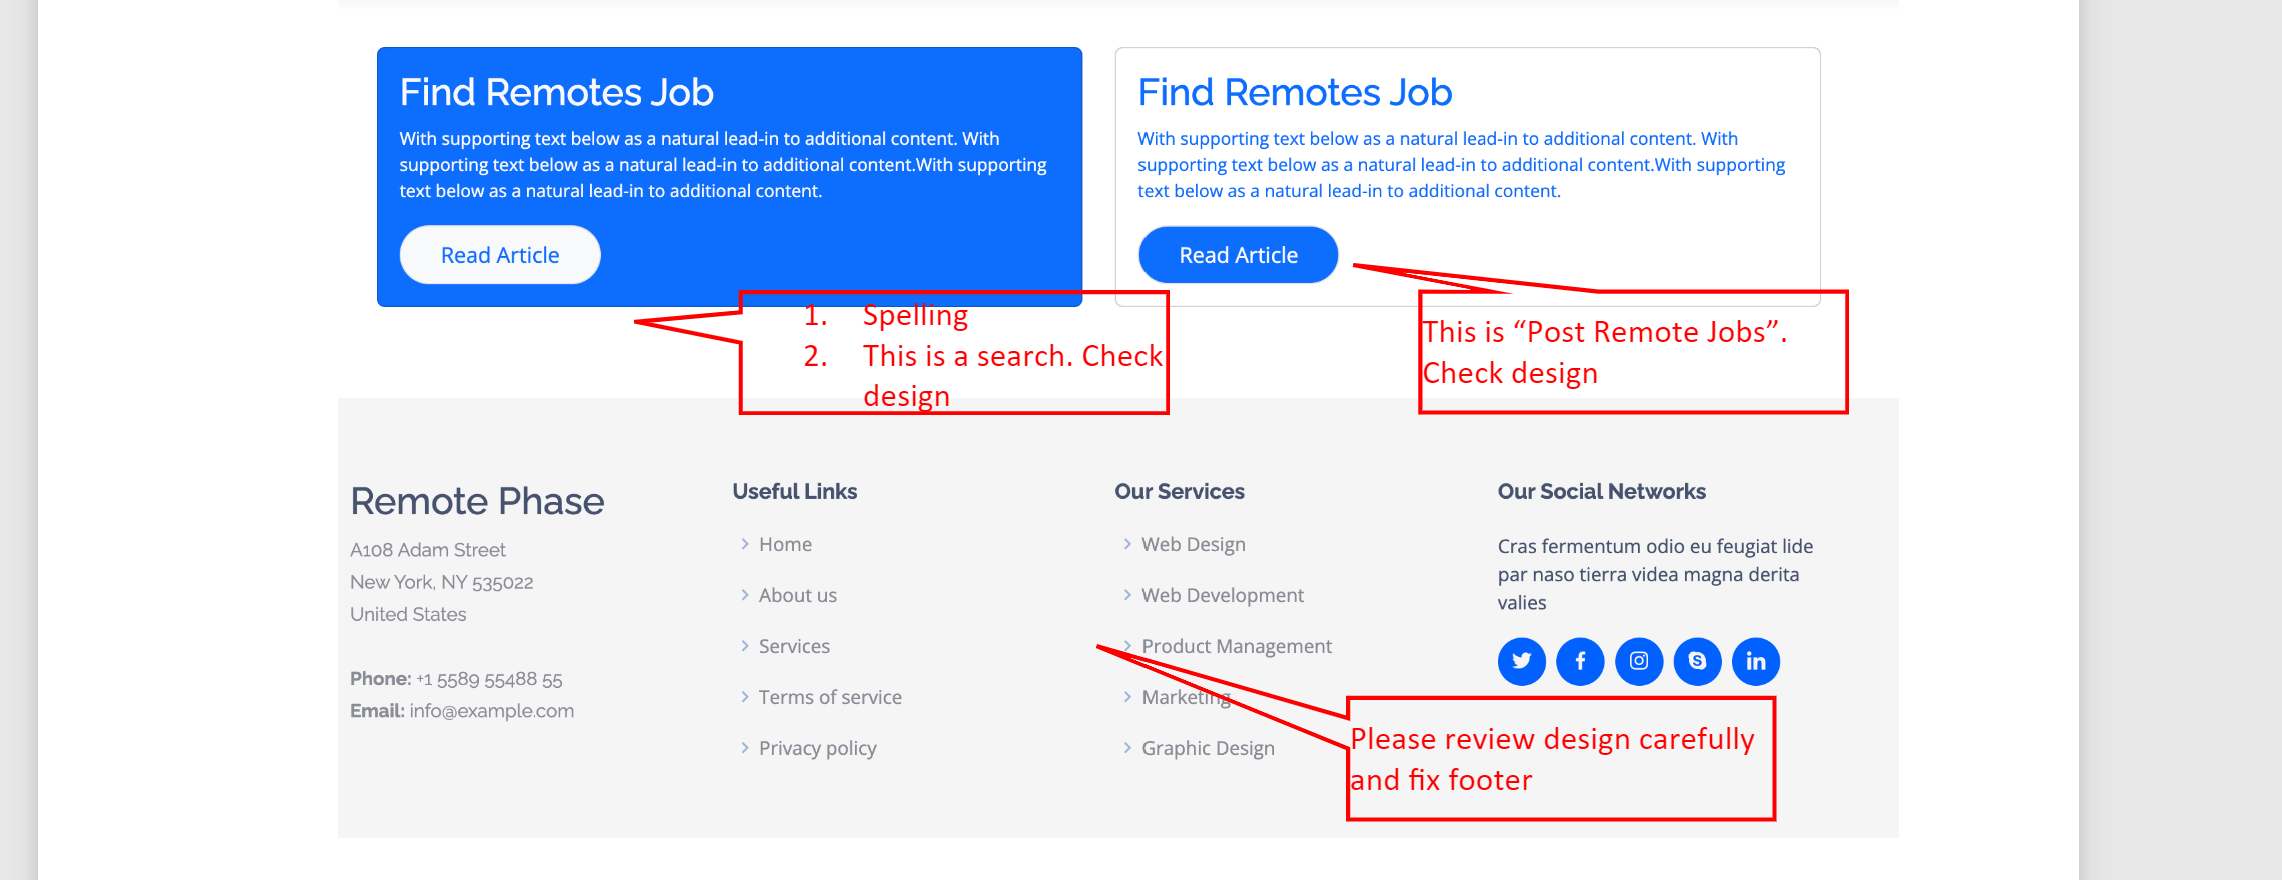 Find Remotes Job
With supporting text below as a natural lead-in to additional content. With
supporting text below as a natural lead-in to additional content.With supporting
text below as a natural lead-in to additional content.
Read Article
Find Remotes Job
With supporting text below as a natural lead-in to additional content. With
supporting text below as a natural lead-in to additional content.With supporting
text below as a natural lead-in to additional content.
Read Article
1. Spelling
2. This is a search. Check
design
This is “Post Remote Jobs”.
Check design
Remote Phase
A108 Adam Street
New York, NY 535022
United States
Phone: +1 5589 55488 55
Email: info@example.com
Useful Links
Home
About us
Services
Terms of service
Privacy policy
Our Services
Web Design
Web Development
Product Management
Marketing
Graphic Design
Our Social Networks
Cras fermentum odio eu feugiat lide
par naso tierra videa magna derita
valies
Please review design carefully
and fix footer